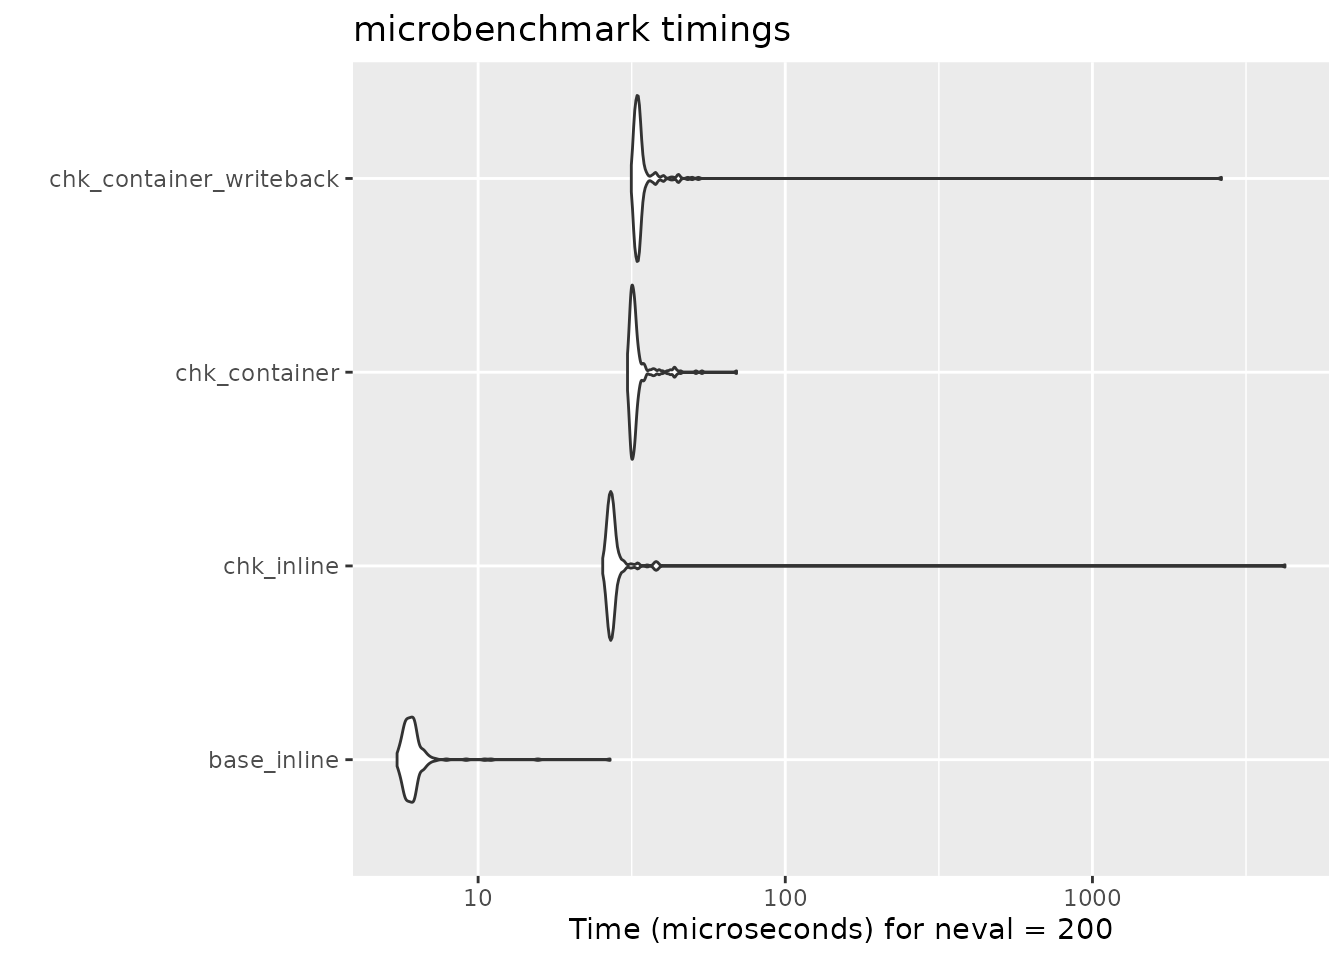 microbenchmark timings
chk_container_writeback
chk_container
chk_inline
base_inline
10 100 1000
Time (microseconds) for neval = 200